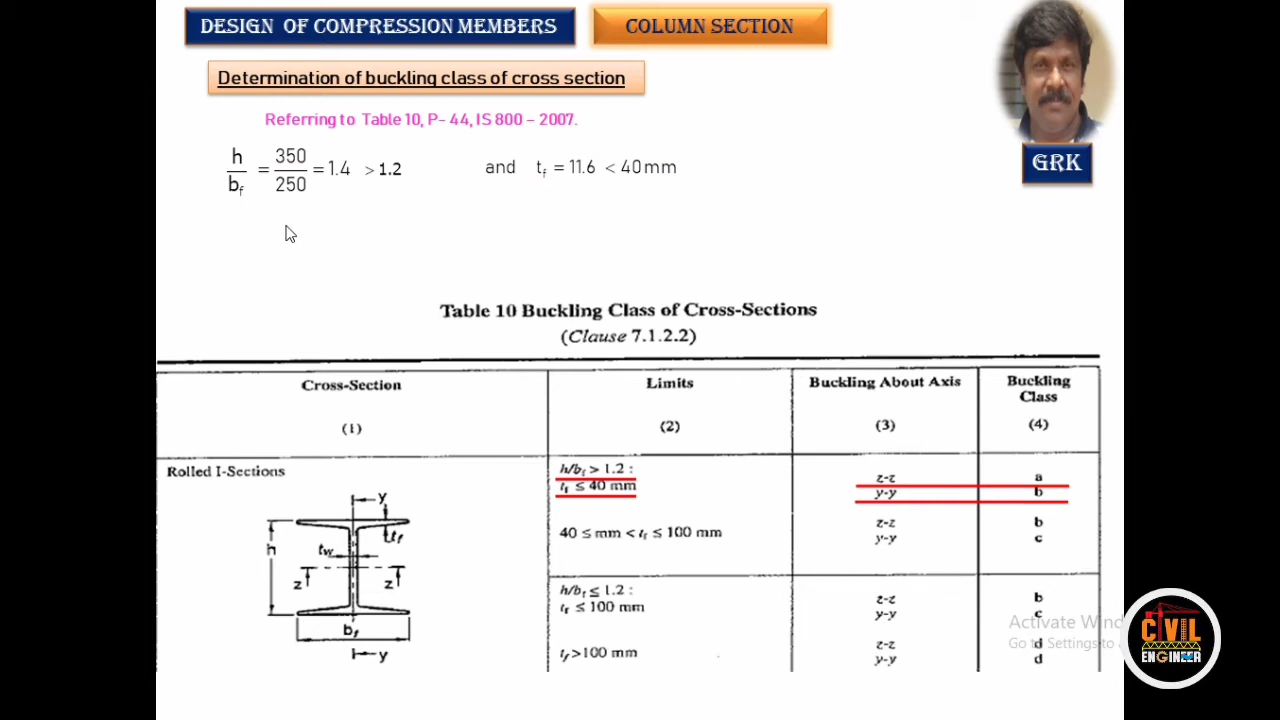 DESIGN OF COMPRESSION MEMBERS
COLUMN SECTION
Determination of buckling class of cross section
Referring to Table 10, P- 44, IS 800 – 2007.
h/b_f = 350/250 = 1.4 > 1.2 and t_f = 11.6 < 40mm
GRK
Table 10 Buckling Class of Cross-Sections
(Clause 7.1.2.2)
Cross-Section Limits Buckling About Axis Buckling Class
(1) (2) (3) (4)
Rolled I-Sections
h/b_f > 1.2 :
t_f ≤ 40 mm z-z a
y-y b
40 ≤ mm < t_f ≤ 100 mm z-z b
y-y c
h/b_f ≤ 1.2 :
t_f ≤ 100 mm z-z b
y-y c
t_f >100 mm z-z d
y-y d
y
h
t_w
t_f
z z
b_f
y
Activate Wind
Go to Settings to
CIVIL
ENGINEER